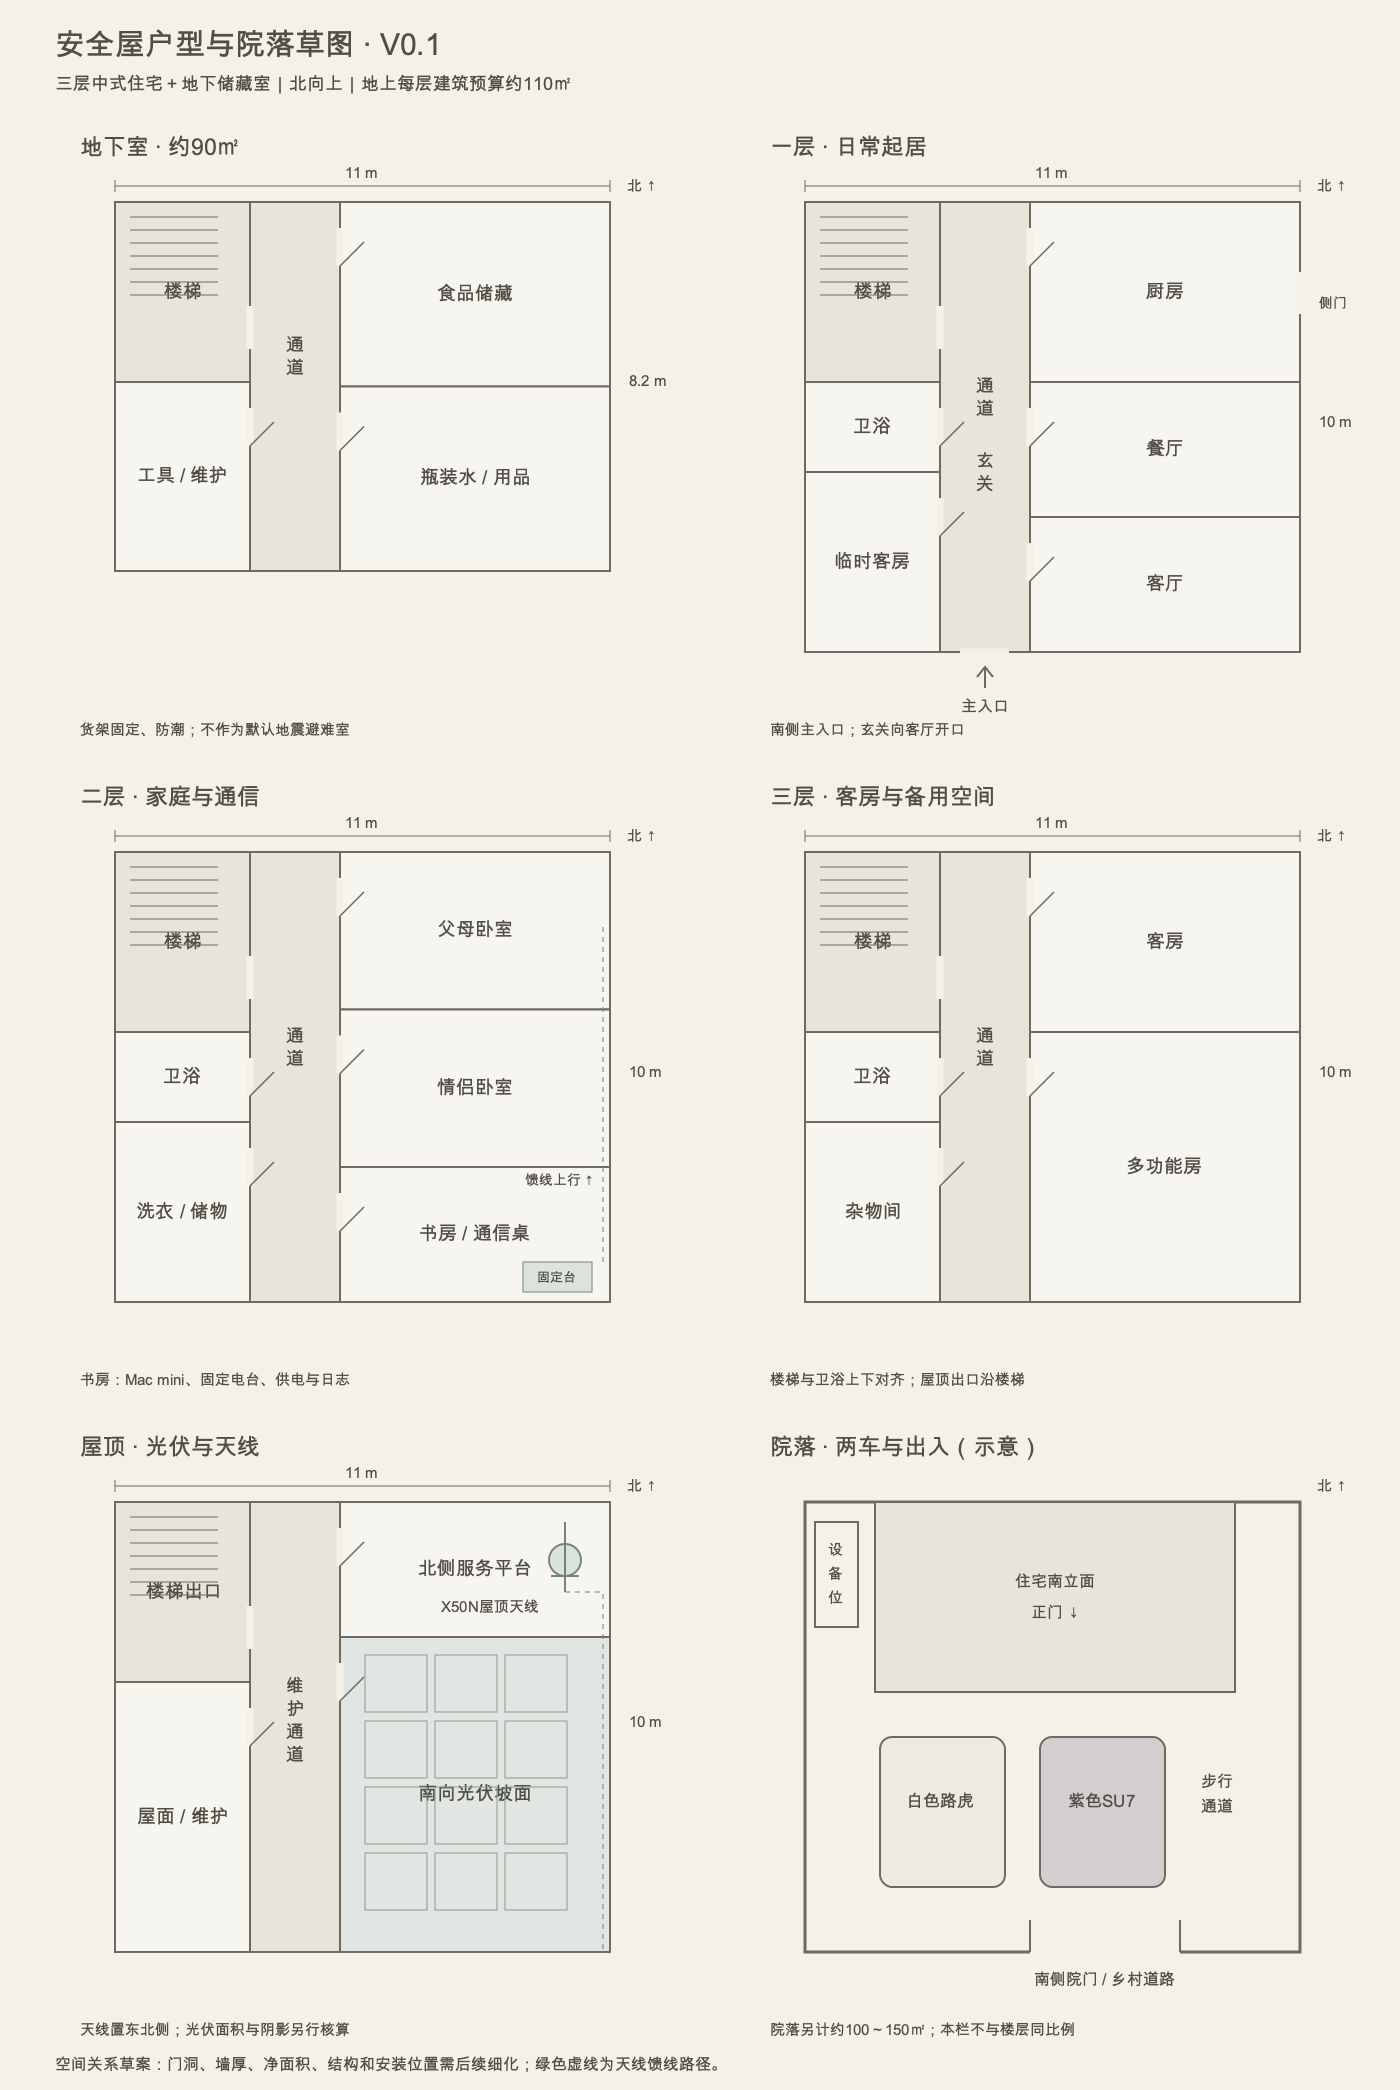 安全屋户型与院落草图 · V0.1
三层中式住宅 + 地下储藏室 | 北向上 | 地上每层建筑预算约110㎡
地下室 · 约90㎡
11 m
北 ↑
楼梯
通
道
食品储藏
8.2 m
工具 / 维护
瓶装水 / 用品
货架固定、防潮；不作为默认地震避难室
一层 · 日常起居
11 m
北 ↑
楼梯
厨房
侧门
通
道
卫浴
玄
关
餐厅
10 m
临时客房
客厅
主入口
南侧主入口；玄关向客厅开口
二层 · 家庭与通信
11 m
北 ↑
楼梯
父母卧室
通
道
卫浴
情侣卧室
10 m
馈线上行 ↑
洗衣 / 储物
书房 / 通信桌
固定台
书房：Mac mini、固定电台、供电与日志
三层 · 客房与备用空间
11 m
北 ↑
楼梯
客房
通
道
卫浴
10 m
多功能房
杂物间
楼梯与卫浴上下对齐；屋顶出口沿楼梯
屋顶 · 光伏与天线
11 m
北 ↑
楼梯出口
北侧服务平台
X50N屋顶天线
维
护
通
道
10 m
南向光伏坡面
屋面 / 维护
天线置东北侧；光伏面积与阴影另行核算
院落 · 两车与出入（示意）
北 ↑
设
备
位
住宅南立面
正门 ↓
白色路虎
紫色SU7
步行
通道
南侧院门 / 乡村道路
院落另计约100～150㎡；本栏不与楼层同比例
空间关系草案：门洞、墙厚、净面积、结构和安装位置需后续细化；绿色虚线为天线馈线路径。